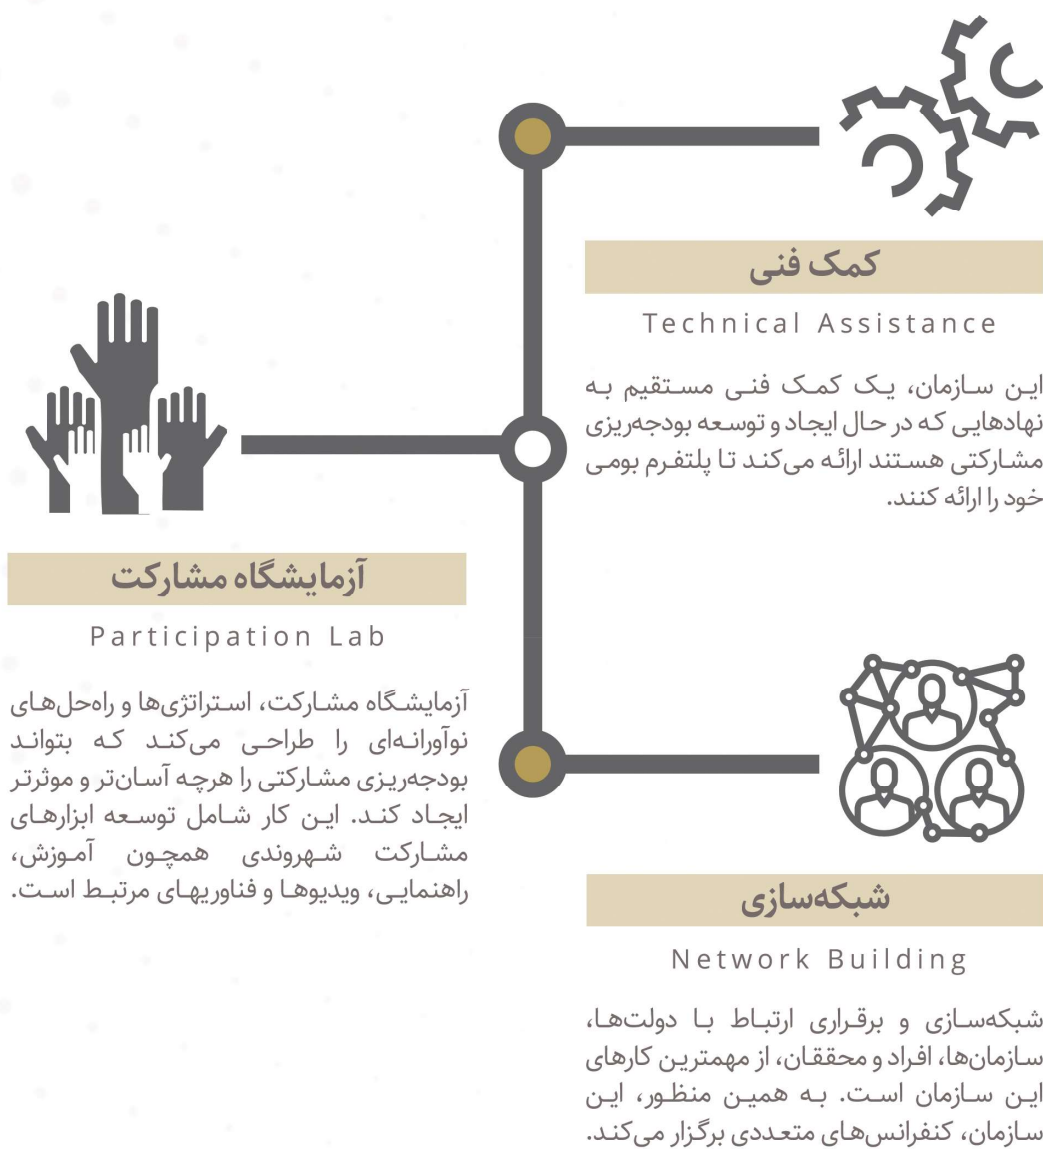 کمک فنی
Technical Assistance
این سازمان، یک کمک فنی مستقیم به
نهادهایی که در حال ایجاد و توسعه بودجه‌ریزی
مشارکتی هستند ارائه می‌کند تا پلتفرم بومی
خود را ارائه کنند.
آزمایشگاه مشارکت
Participation Lab
آزمایشگاه مشارکت، استراتژی‌ها و راه‌حل‌های
نوآورانه‌ای را طراحی می‌کند که بتواند
بودجه‌ریزی مشارکتی را هرچه آسان‌تر و موثرتر
ایجاد کند. این کار شامل توسعه ابزارهای
مشارکت شهروندی همچون آموزش،
راهنمایی، ویدیوها و فناوریهای مرتبط است.
شبکه‌سازی
Network Building
شبکه‌سازی و برقراری ارتباط با دولت‌ها،
سازمان‌ها، افراد و محققان، از مهمترین کارهای
این سازمان است. به همین منظور، این
سازمان، کنفرانس‌های متعددی برگزار می‌کند.